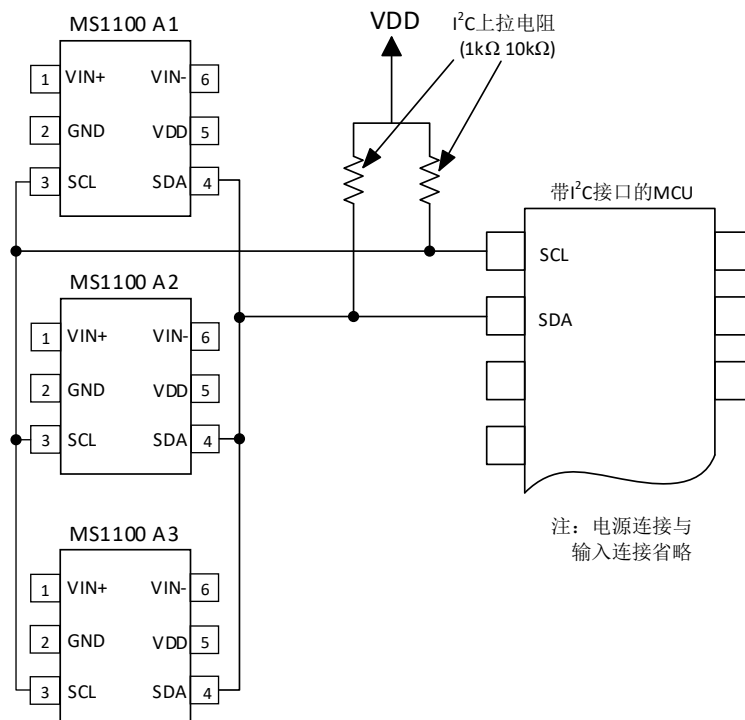 MS1100 A1
1 VIN+ VIN- 6
2 GND VDD 5
3 SCL SDA 4
VDD
I²C上拉电阻
(1kΩ 10kΩ)
带I²C接口的MCU
SCL
SDA
MS1100 A2
1 VIN+ VIN- 6
2 GND VDD 5
3 SCL SDA 4
注：电源连接与
输入连接省略
MS1100 A3
1 VIN+ VIN- 6
2 GND VDD 5
3 SCL SDA 4